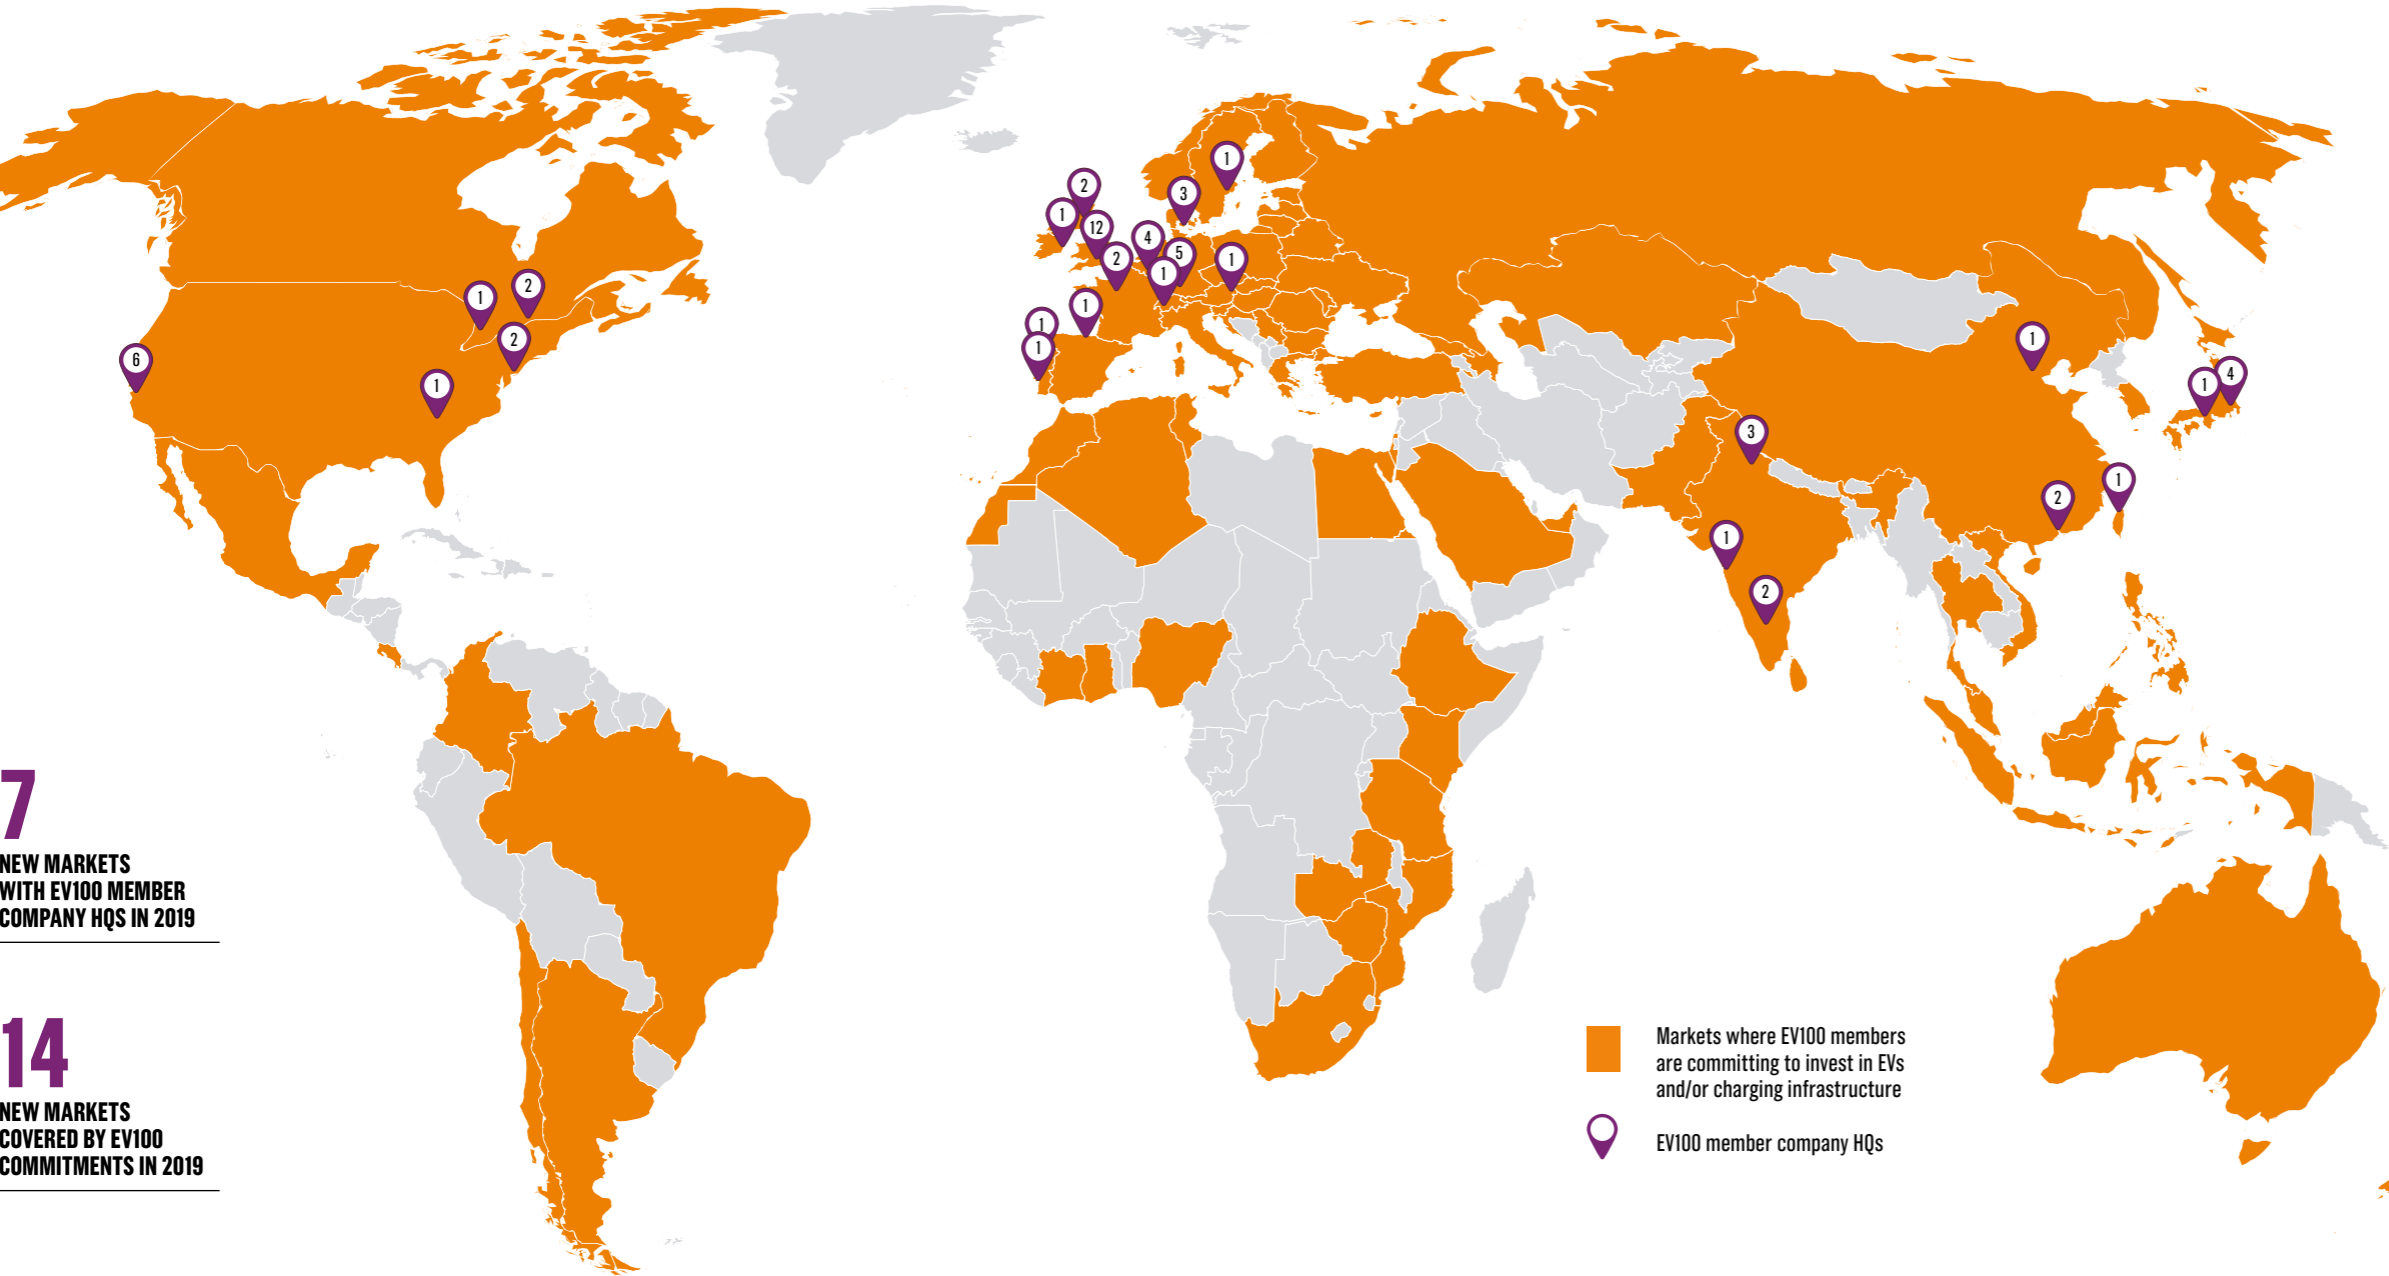 1
2
3
1
12
4
5
2
1
1
1
2
1
1
1
2
6
1
1
4
1
3
1
2
1
2
7
NEW MARKETS
WITH EV100 MEMBER
COMPANY HQS IN 2019
14
NEW MARKETS
COVERED BY EV100
COMMITMENTS IN 2019
Markets where EV100 members
are committing to invest in EVs
and/or charging infrastructure
EV100 member company HQs